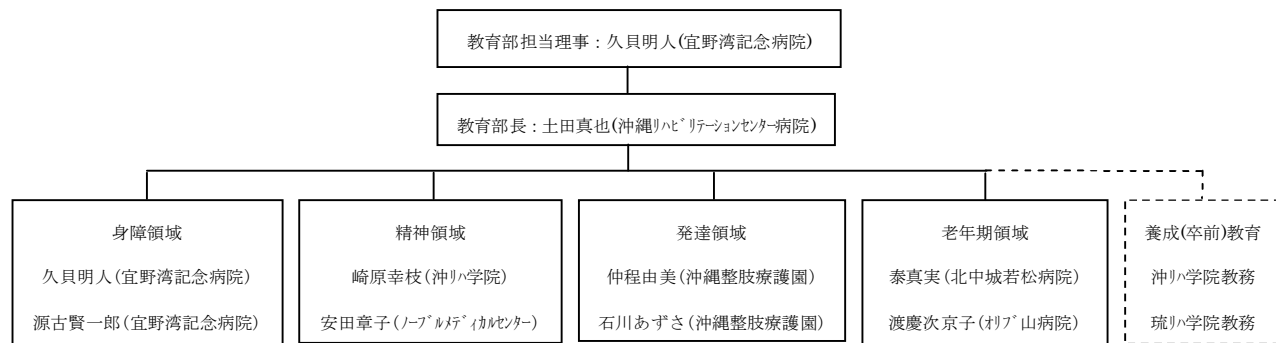 教育部担当理事：久貝明人(宜野湾記念病院)
教育部長：土田真也(沖縄ﾘﾊﾋﾞﾘﾃｰｼｮﾝｾﾝﾀｰ病院)
身障領域
久貝明人(宜野湾記念病院)
源古賢一郎(宜野湾記念病院)
精神領域
崎原幸枝(沖ﾘﾊ学院)
安田章子(ﾉｰﾌﾞﾙﾒﾃﾞｨｶﾙｾﾝﾀｰ)
発達領域
仲程由美(沖縄整肢療護園)
石川あずさ(沖縄整肢療護園)
老年期領域
泰真実(北中城若松病院)
渡慶次京子(ｵﾘﾌﾞ山病院)
養成(卒前)教育
沖ﾘﾊ学院教務
琉ﾘﾊ学院教務